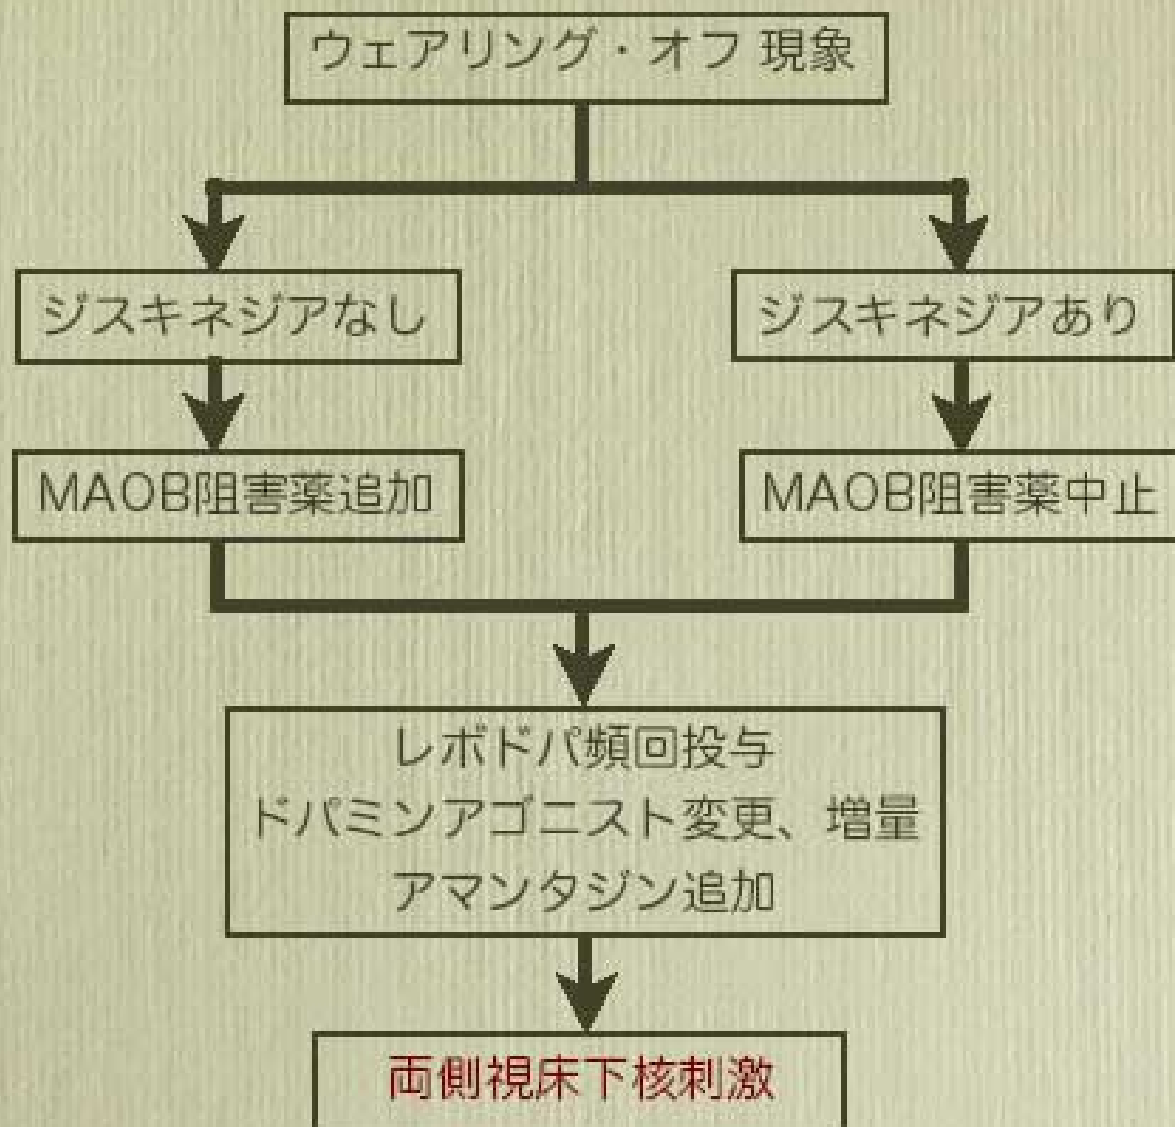 ウェアリング・オフ 現象
ジスキネジアなし
ジスキネジアあり
MAOB阻害薬追加
MAOB阻害薬中止
レボドパ頻回投与
ドパミンアゴニスト変更、増量
アマンタジン追加
両側視床下核刺激